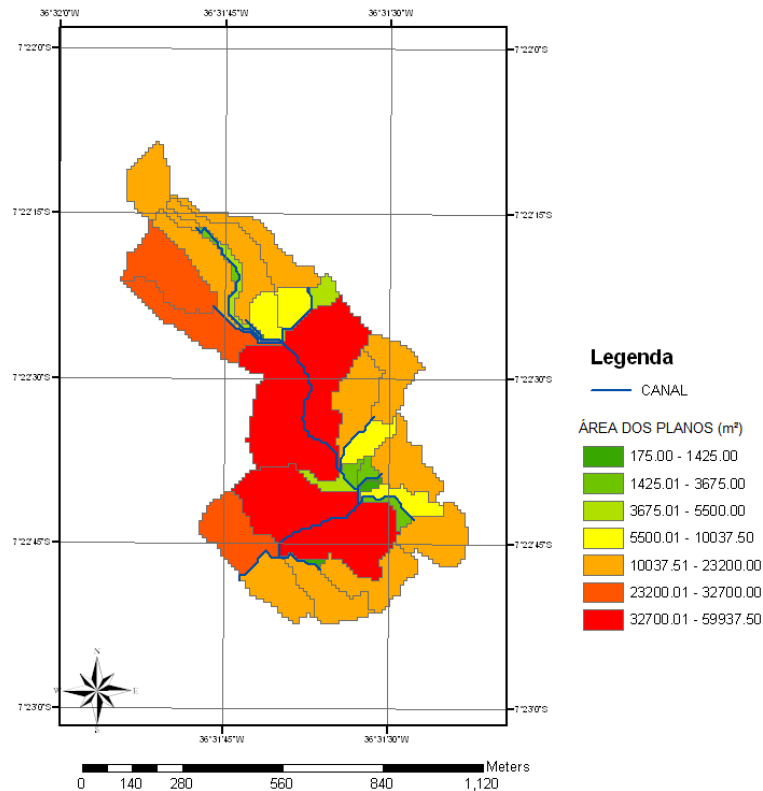 36°32'0"W 36°31'45"W 36°31'30"W
7°22'0"S 7°22'0"S
7°22'15"S 7°22'15"S
7°22'30"S 7°22'30"S
7°22'45"S 7°22'45"S
7°23'0"S 7°23'0"S
36°31'45"W 36°31'30"W
N
W E
S
Legenda
CANAL
ÁREA DOS PLANOS (m²)
175.00 - 1425.00
1425.01 - 3675.00
3675.01 - 5500.00
5500.01 - 10037.50
10037.51 - 23200.00
23200.01 - 32700.00
32700.01 - 59937.50
Meters
0 140 280 560 840 1,120